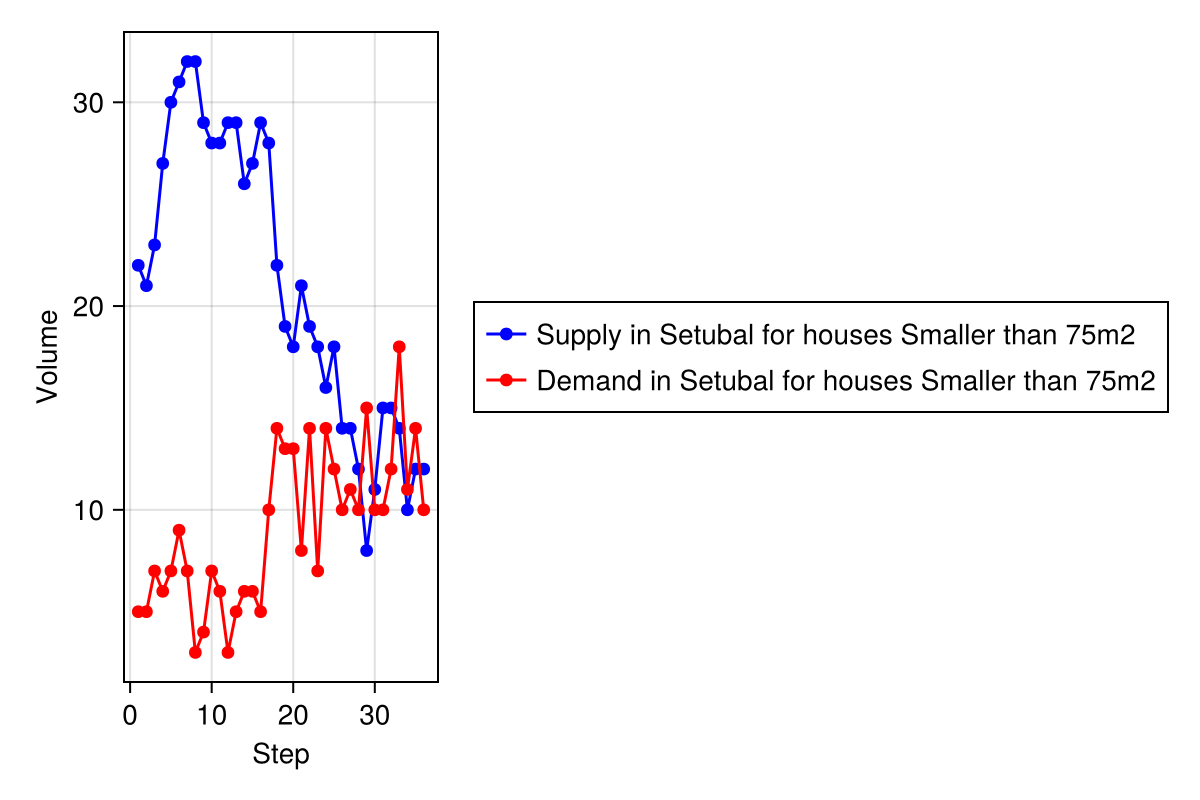 Volume
30
20
10
0 10 20 30
Step
Supply in Setubal for houses Smaller than 75m2
Demand in Setubal for houses Smaller than 75m2